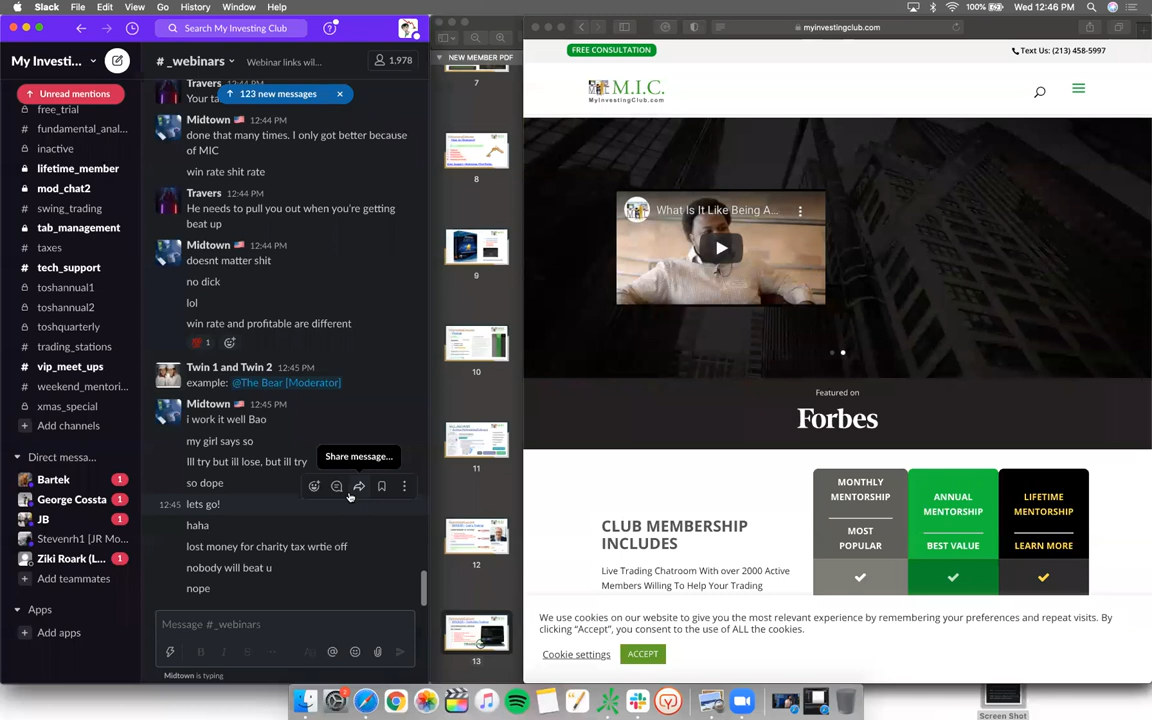 Slack File Edit View Go History Window Help
100% Wed 12:46 PM
Search My Investing Club
My Investi...
Unread mentions
free_trial
# fundamental_anal...
inactive
lifetime_member
mod_chat2
# swing_trading
tab_management
# taxes
# tech_support
toshannual1
toshannual2
toshquarterly
# trading_stations
# vip_meet_ups
# weekend_mentori...
xmas_special
+ Add channels
Direct messa...
Bartek 1
George Cossta 1
JB 1
Stevenrh1 [JR Mo...
Ziki Roark (L... 1
+ Add teammates
Apps
+ Add apps
# _webinars
Webinar links wil...
1,978
Travers 12:44 PM
123 new messages
Midtown 12:44 PM
done that many times. I only got better because
of MIC
win rate shit rate
Travers 12:44 PM
He needs to pull you out when you're getting
beat up
Midtown 12:44 PM
doesnt matter shit
no dick
lol
win rate and profitable are different
1
Twin 1 and Twin 2 12:45 PM
example: @The Bear [Moderator]
Midtown 12:45 PM
i work it well Bao
my girl says so
Ill try but ill lose, but ill try
Share message...
so dope
12:45 lets go!
haha
lost money for charity tax wrtie off
nobody will beat u
nope
Message #_webinars
Midtown is typing
NEW MEMBER PDF
7
8
9
10
11
12
13
myinvestingclub.com
FREE CONSULTATION
Text Us: (213) 458-5997
M.I.C.
MyInvestingClub.com
What Is It Like Being A...
Featured on
Forbes
CLUB MEMBERSHIP
INCLUDES
Live Trading Chatroom With over 2000 Active
Members Willing To Help Your Trading
MONTHLY
MENTORSHIP
MOST
POPULAR
ANNUAL
MENTORSHIP
BEST VALUE
LIFETIME
MENTORSHIP
LEARN MORE
We use cookies on our website to give you the most relevant experience by remembering your preferences and repeat visits. By
clicking “Accept”, you consent to the use of ALL the cookies.
Cookie settings
ACCEPT
Screen Shot